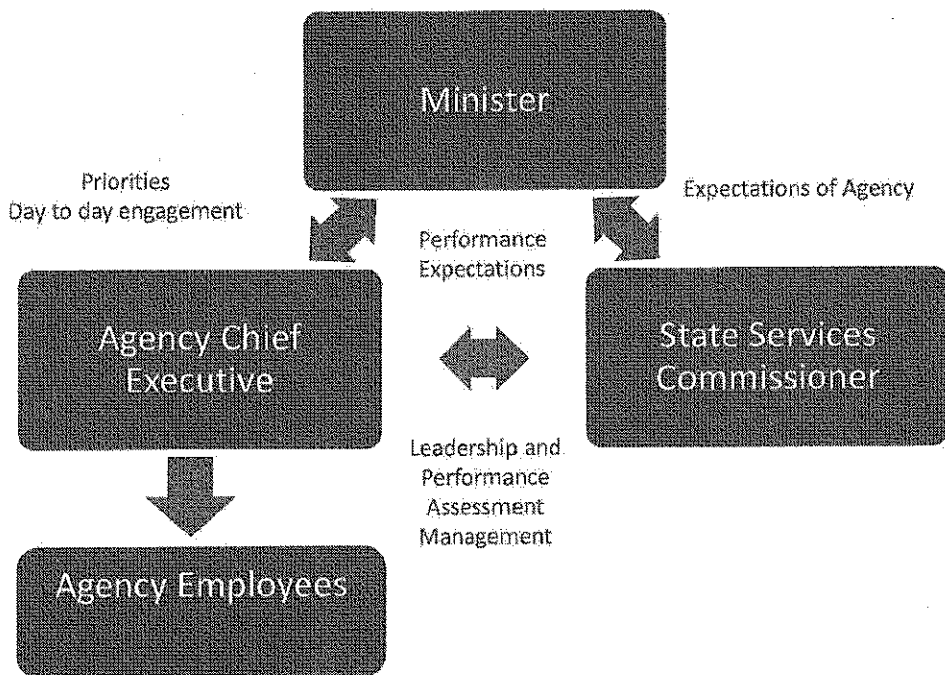 Minister
Priorities
Day to day engagement
Expectations of Agency
Performance
Expectations
Agency Chief
Executive
State Services
Commissioner
Leadership and
Performance
Assessment
Management
Agency Employees